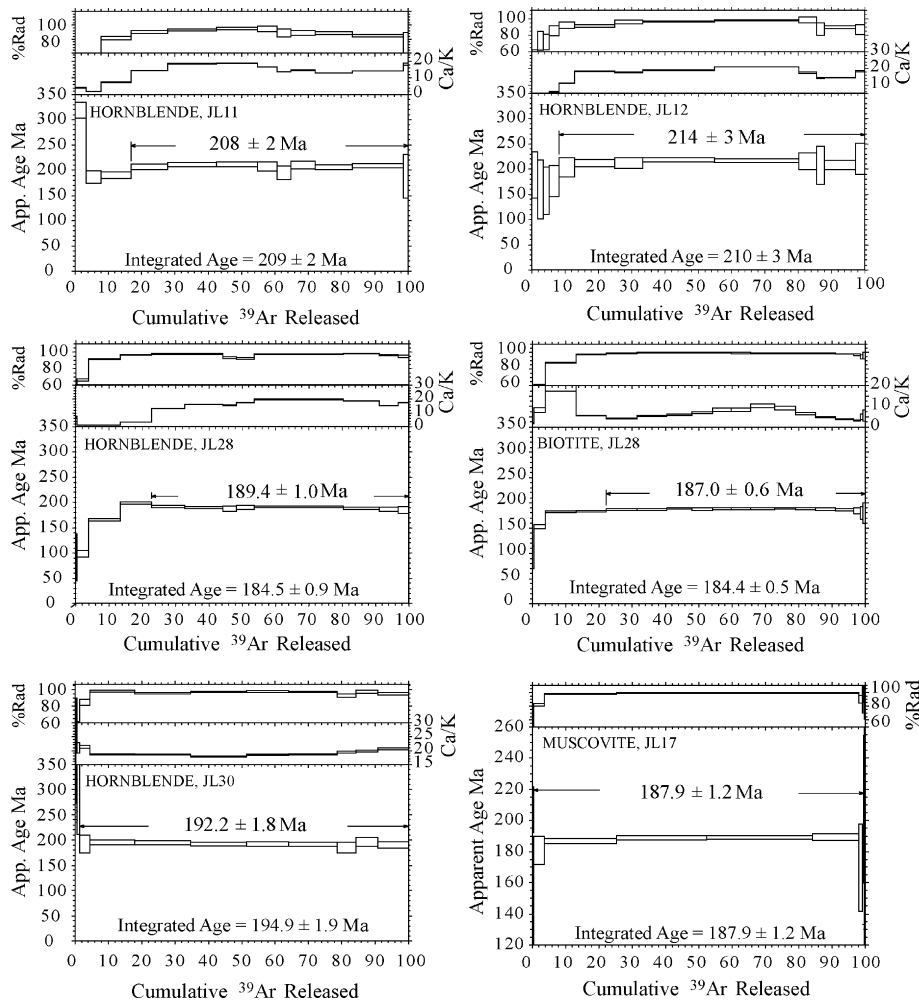 %Rad
100
80
20
10
0
Ca/K
350
300
250
200
150
100
50
0
App. Age Ma
HORNBLENDE, JL11
208 ± 2 Ma
Integrated Age = 209 ± 2 Ma
0 10 20 30 40 50 60 70 80 90 100
Cumulative ³⁹Ar Released
%Rad
100
80
60
30
20
10
0
Ca/K
350
300
250
200
150
100
50
0
App. Age Ma
HORNBLENDE, JL12
214 ± 3 Ma
Integrated Age = 210 ± 3 Ma
0 10 20 30 40 50 60 70 80 90 100
Cumulative ³⁹Ar Released
%Rad
100
80
60
30
20
10
0
Ca/K
350
300
250
200
150
100
50
0
App. Age Ma
HORNBLENDE, JL28
189.4 ± 1.0 Ma
Integrated Age = 184.5 ± 0.9 Ma
0 10 20 30 40 50 60 70 80 90 100
Cumulative ³⁹Ar Released
%Rad
100
80
60
20
10
0
Ca/K
350
300
250
200
150
100
50
0
App. Age Ma
BIOTITE, JL28
187.0 ± 0.6 Ma
Integrated Age = 184.4 ± 0.5 Ma
0 10 20 30 40 50 60 70 80 90 100
Cumulative ³⁹Ar Released
%Rad
100
80
60
30
20
15
Ca/K
350
300
250
200
150
100
50
0
App. Age Ma
HORNBLENDE, JL30
192.2 ± 1.8 Ma
Integrated Age = 194.9 ± 1.9 Ma
0 10 20 30 40 50 60 70 80 90 100
Cumulative ³⁹Ar Released
100
80
60
%Rad
260
240
220
200
190
180
160
140
120
Apparent Age Ma
MUSCOVITE, JL17
187.9 ± 1.2 Ma
Integrated Age = 187.9 ± 1.2 Ma
0 10 20 30 40 50 60 70 80 90 100
Cumulative ³⁹Ar Released